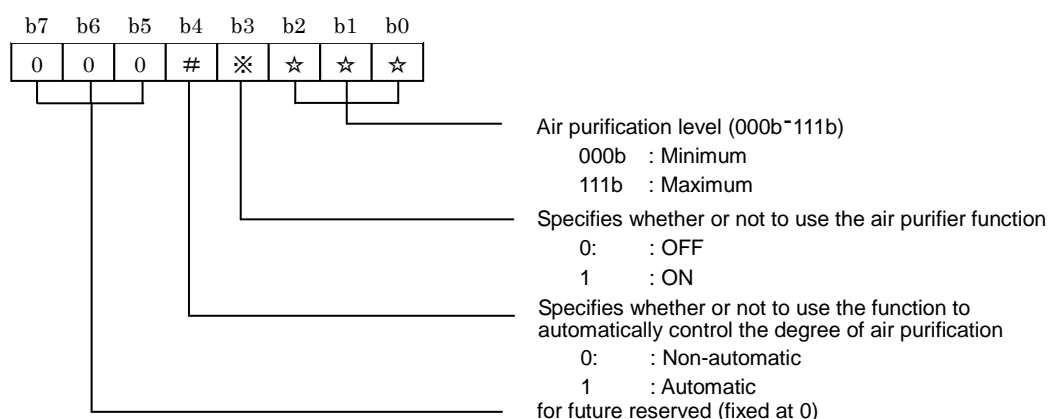 b7 b6 b5 b4 b3 b2 b1 b0
0 0 0 # ※ ☆ ☆ ☆
Air purification level (000b-111b)
000b : Minimum
111b : Maximum
Specifies whether or not to use the air purifier function
0: : OFF
1 : ON
Specifies whether or not to use the function to
automatically control the degree of air purification
0: : Non-automatic
1 : Automatic
for future reserved (fixed at 0)